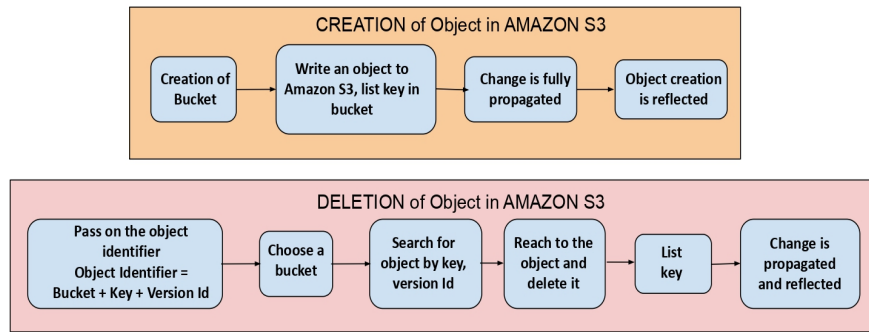 CREATION of Object in AMAZON S3
Creation of
Bucket
Write an object to
Amazon S3, list key in
bucket
Change is fully
propagated
Object creation
is reflected
DELETION of Object in AMAZON S3
Pass on the object
identifier
Object Identifier =
Bucket + Key + Version Id
Choose a
bucket
Search for
object by key,
version Id
Reach to the
object and
delete it
List
key
Change is
propagated
and reflected